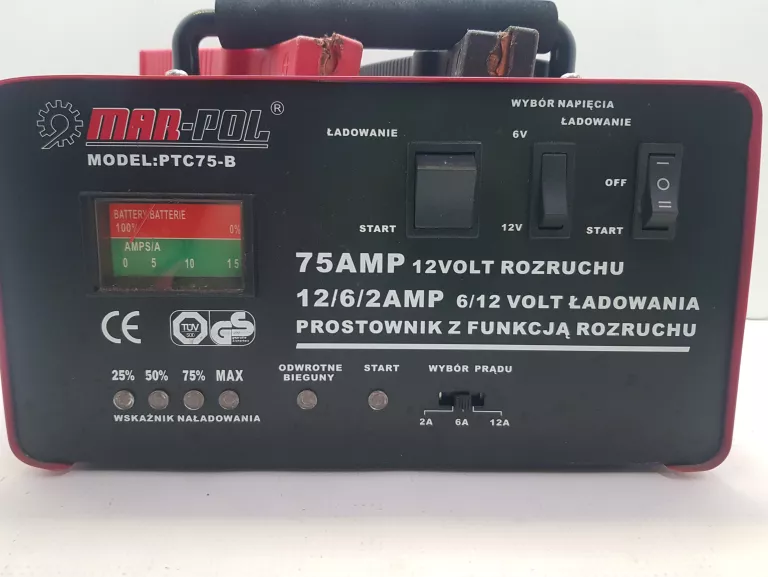 MAR-POL ®
MODEL:PTC75-B
BATTERY/BATTERIE
100% 0%
AMPS/A
0 5 10 15
ŁADOWANIE
START
WYBÓR NAPIĘCIA
6V
12V
ŁADOWANIE
OFF
START
75AMP 12VOLT ROZRUCHU
12/6/2AMP 6/12 VOLT ŁADOWANIA
PROSTOWNIK Z FUNKCJĄ ROZRUCHU
CE
TÜV
GS
25% 50% 75% MAX
WSKAŹNIK NAŁADOWANIA
ODWROTNE
BIEGUNY
START
WYBÓR PRĄDU
2A 6A 12A